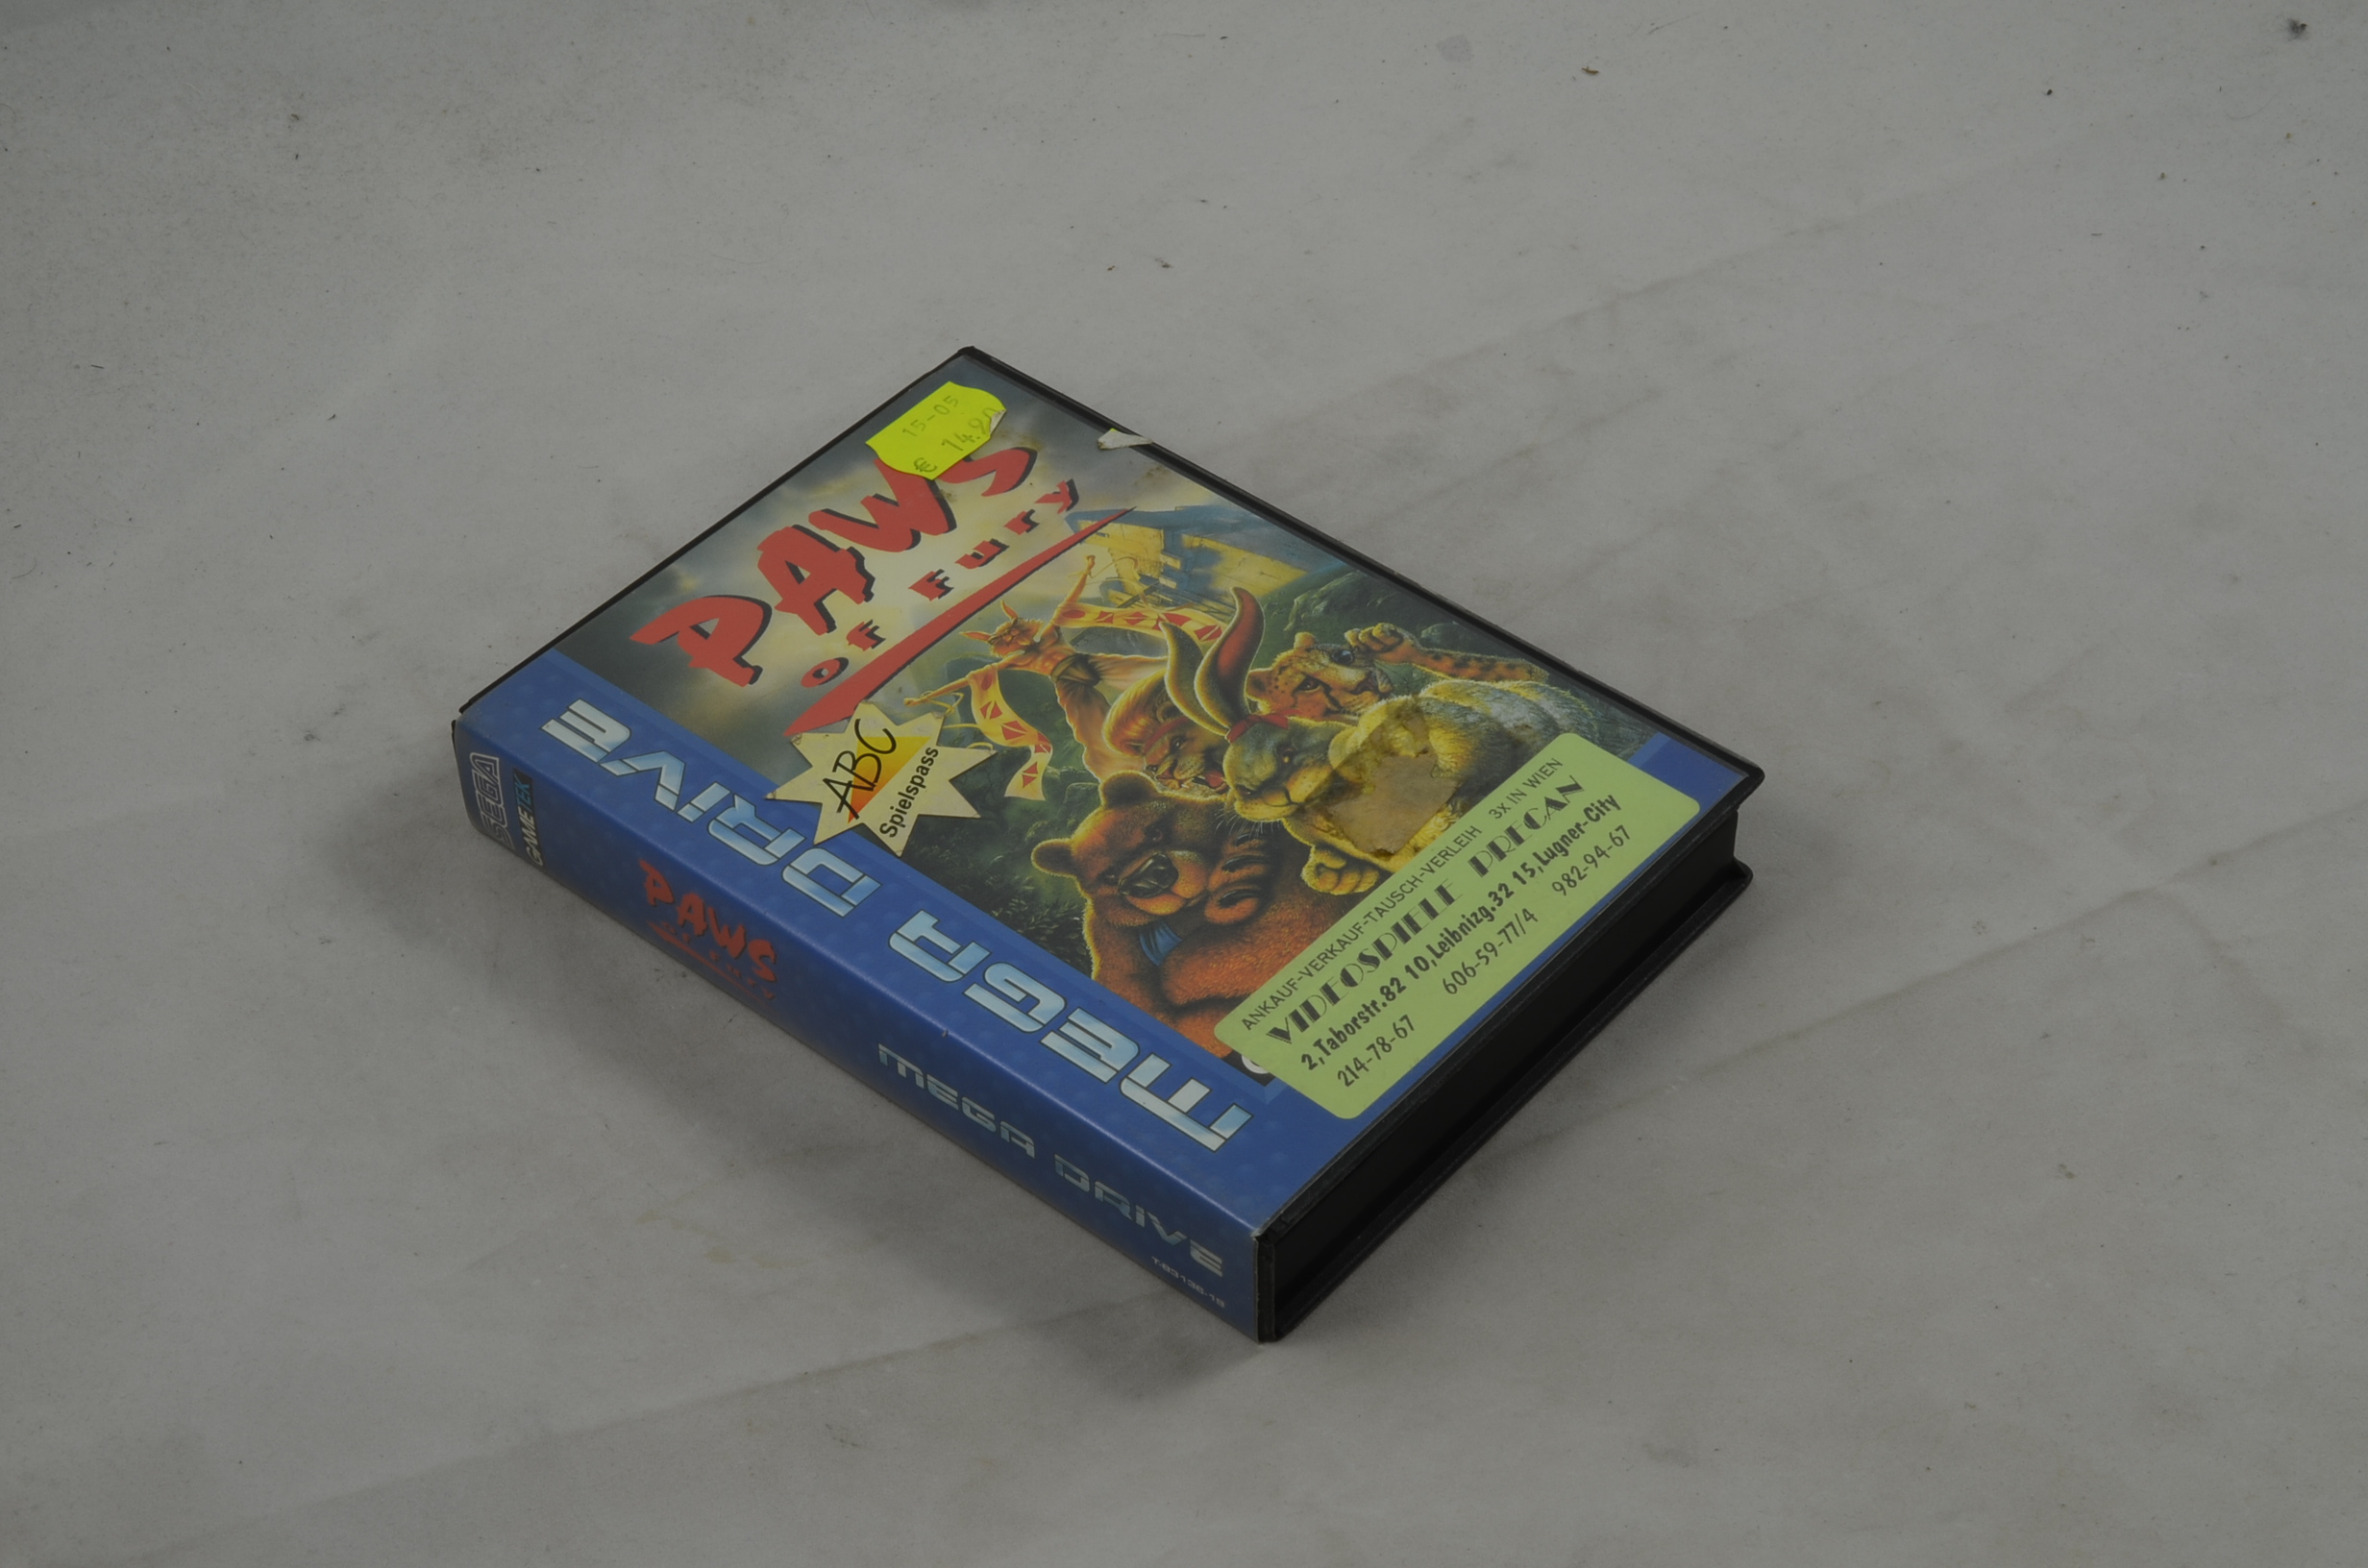 15-05
€ 14.90
PAWS
OF FURY
ABC
Spielspass
MEGA DRIVE
ANKAUF-VERKAUF-TAUSCH-VERLEIH 3x IN WIEN
VIDEOSPIELE PRECAN
2,Taborstr.82 10,Leibnizg.32 15,Lugner-City
214-78-67 606-59-77/4 982-94-67
SEGA
GAMETEK
PAWS
OF FURY
MEGA DRIVE